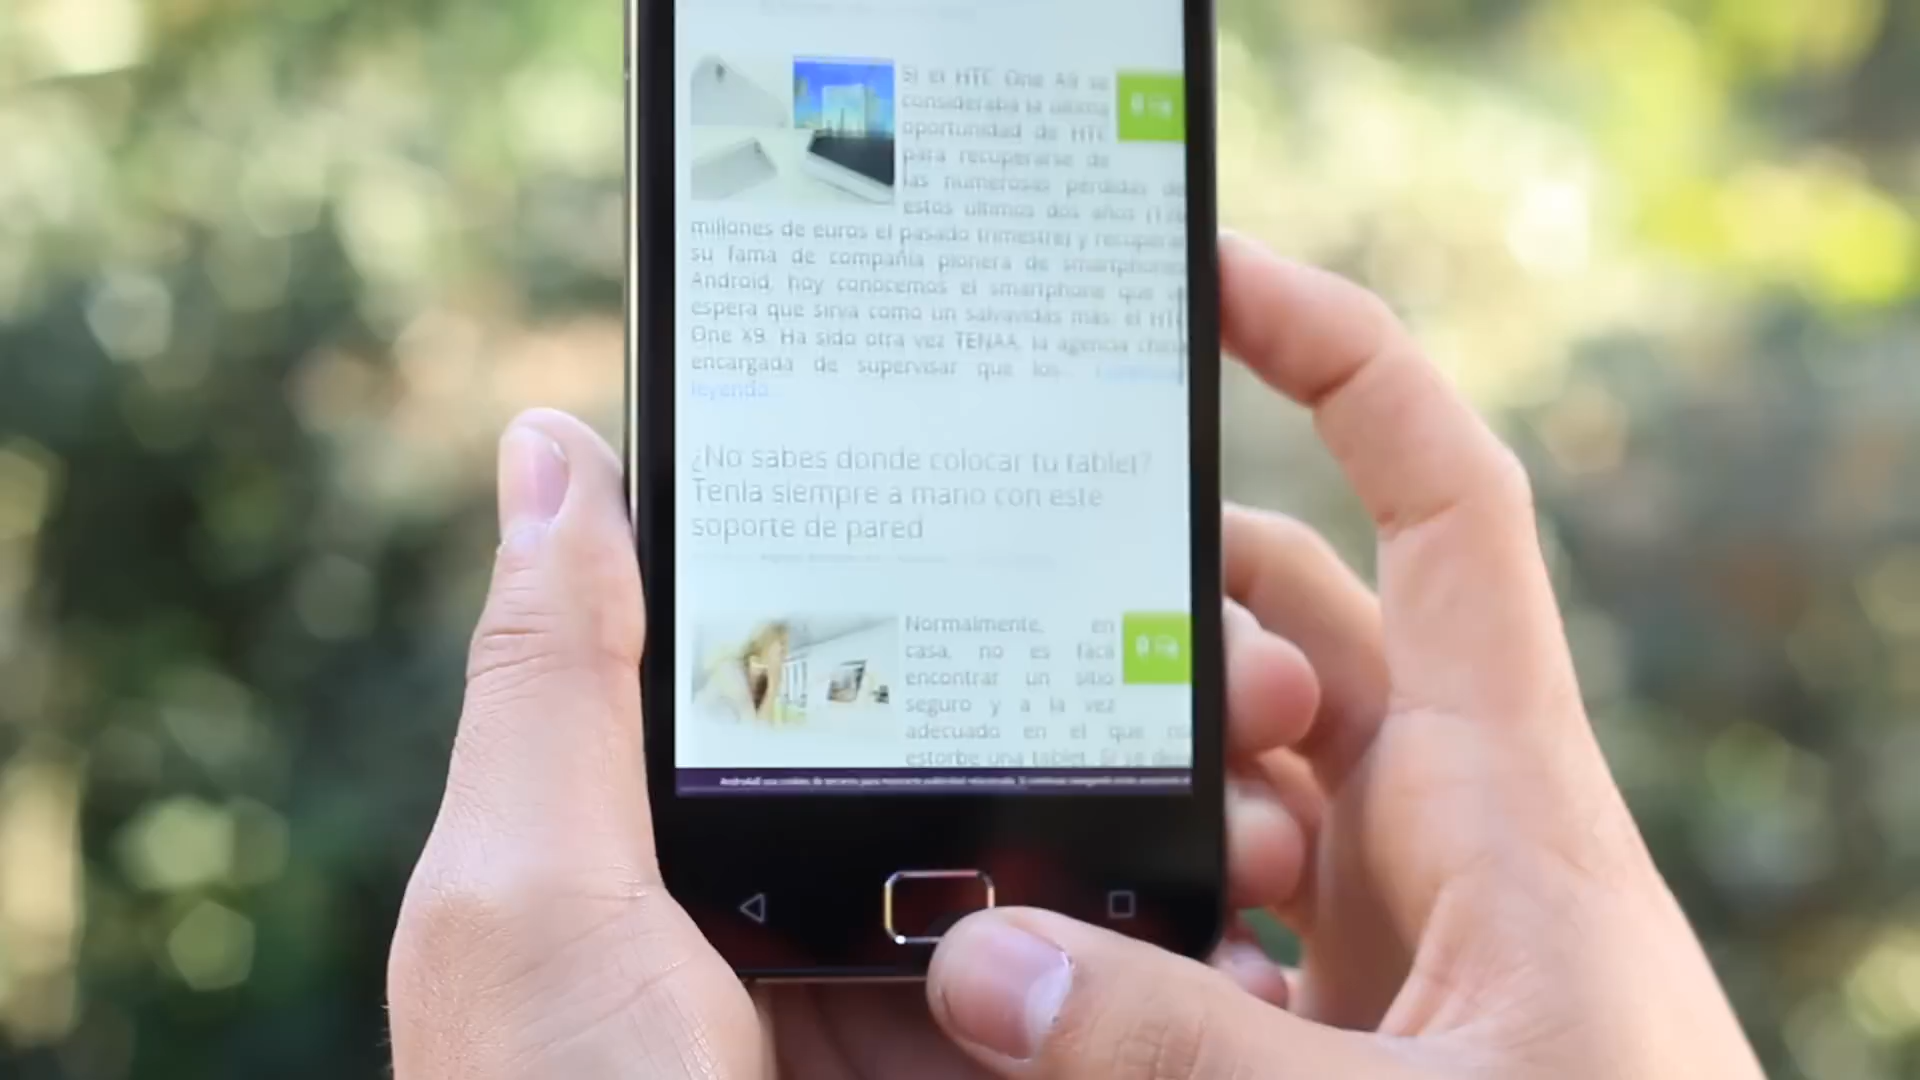 Si el HTC One A9 se
consideraba la última
oportunidad de HTC
para recuperarse de
las numerosas pérdidas de
estos últimos dos años
millones de euros el pasado trimestre) y recuperar
su fama de compañía pionera de smartphones
Android, hoy conocemos el smartphone que
espera que sirva como un salvavidas más: el HTC
One X9. Ha sido otra vez TENAA, la agencia china
encargada de supervisar que los...
leyendo...
¿No sabes donde colocar tu tablet?
Tenla siempre a mano con este
soporte de pared
Normalmente, en
casa, no es fácil
encontrar un sitio
seguro y a la vez
adecuado en el que no
estorbe una tablet. Si se